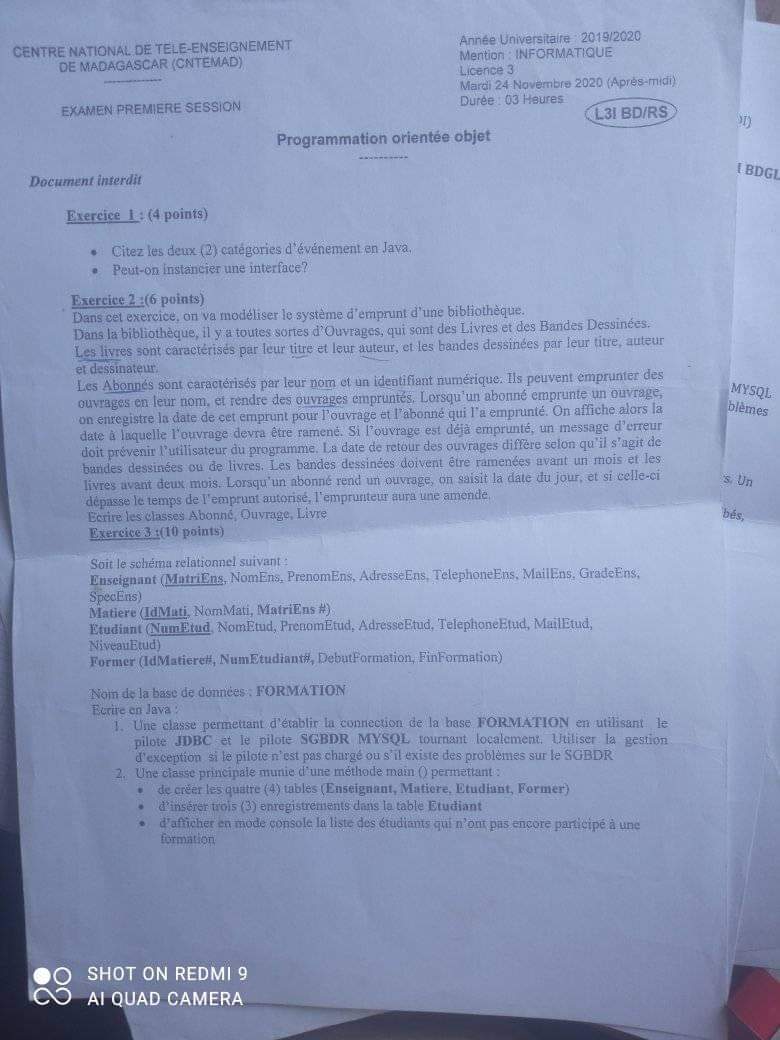 CENTRE NATIONAL DE TELE-ENSEIGNEMENT
DE MADAGASCAR (CNTEMAD)
--------------
EXAMEN PREMIERE SESSION
Année Universitaire : 2019/2020
Mention : INFORMATIQUE
Licence 3
Mardi 24 Novembre 2020 (Après-midi)
Durée : 03 Heures
L3I BD/RS
Programmation orientée objet
----------
Document interdit
Exercice 1 : (4 points)
• Citez les deux (2) catégories d'événement en Java.
• Peut-on instancier une interface?
Exercice 2 :(6 points)
Dans cet exercice, on va modéliser le système d'emprunt d'une bibliothèque.
Dans la bibliothèque, il y a toutes sortes d'Ouvrages, qui sont des Livres et des Bandes Dessinées.
Les livres sont caractérisés par leur titre et leur auteur, et les bandes dessinées par leur titre, auteur
et dessinateur.
Les Abonnés sont caractérisés par leur nom et un identifiant numérique. Ils peuvent emprunter des
ouvrages en leur nom, et rendre des ouvrages empruntés. Lorsqu'un abonné emprunte un ouvrage,
on enregistre la date de cet emprunt pour l'ouvrage et l'abonné qui l'a emprunté. On affiche alors la
date à laquelle l'ouvrage devra être ramené. Si l'ouvrage est déjà emprunté, un message d'erreur
doit prévenir l'utilisateur du programme. La date de retour des ouvrages diffère selon qu'il s'agit de
bandes dessinées ou de livres. Les bandes dessinées doivent être ramenées avant un mois et les
livres avant deux mois. Lorsqu'un abonné rend un ouvrage, on saisit la date du jour, et si celle-ci
dépasse le temps de l'emprunt autorisé, l'emprunteur aura une amende.
Ecrire les classes Abonné, Ouvrage, Livre
Exercice 3 :(10 points)
Soit le schéma relationnel suivant :
Enseignant (MatriEns, NomEns, PrenomEns, AdresseEns, TelephoneEns, MailEns, GradeEns,
SpecEns)
Matiere (IdMati, NomMati, MatriEns #)
Etudiant (NumEtud, NomEtud, PrenomEtud, AdresseEtud, TelephoneEtud, MailEtud,
NiveauEtud)
Former (IdMatiere#, NumEtudiant#, DebutFormation, FinFormation)
Nom de la base de données : FORMATION
Ecrire en Java :
1. Une classe permettant d'établir la connection de la base FORMATION en utilisant le
pilote JDBC et le pilote SGBDR MYSQL tournant localement. Utiliser la gestion
d'exception si le pilote n'est pas chargé ou s'il existe des problèmes sur le SGBDR
2. Une classe principale munie d'une méthode main () permettant :
• de créer les quatre (4) tables (Enseignant, Matiere, Etudiant, Former)
• d'insérer trois (3) enregistrements dans la table Etudiant
• d'afficher en mode console la liste des étudiants qui n'ont pas encore participé à une
formation
BDGL
MYSQL
blèmes
s. Un
bés,
SHOT ON REDMI 9
AI QUAD CAMERA